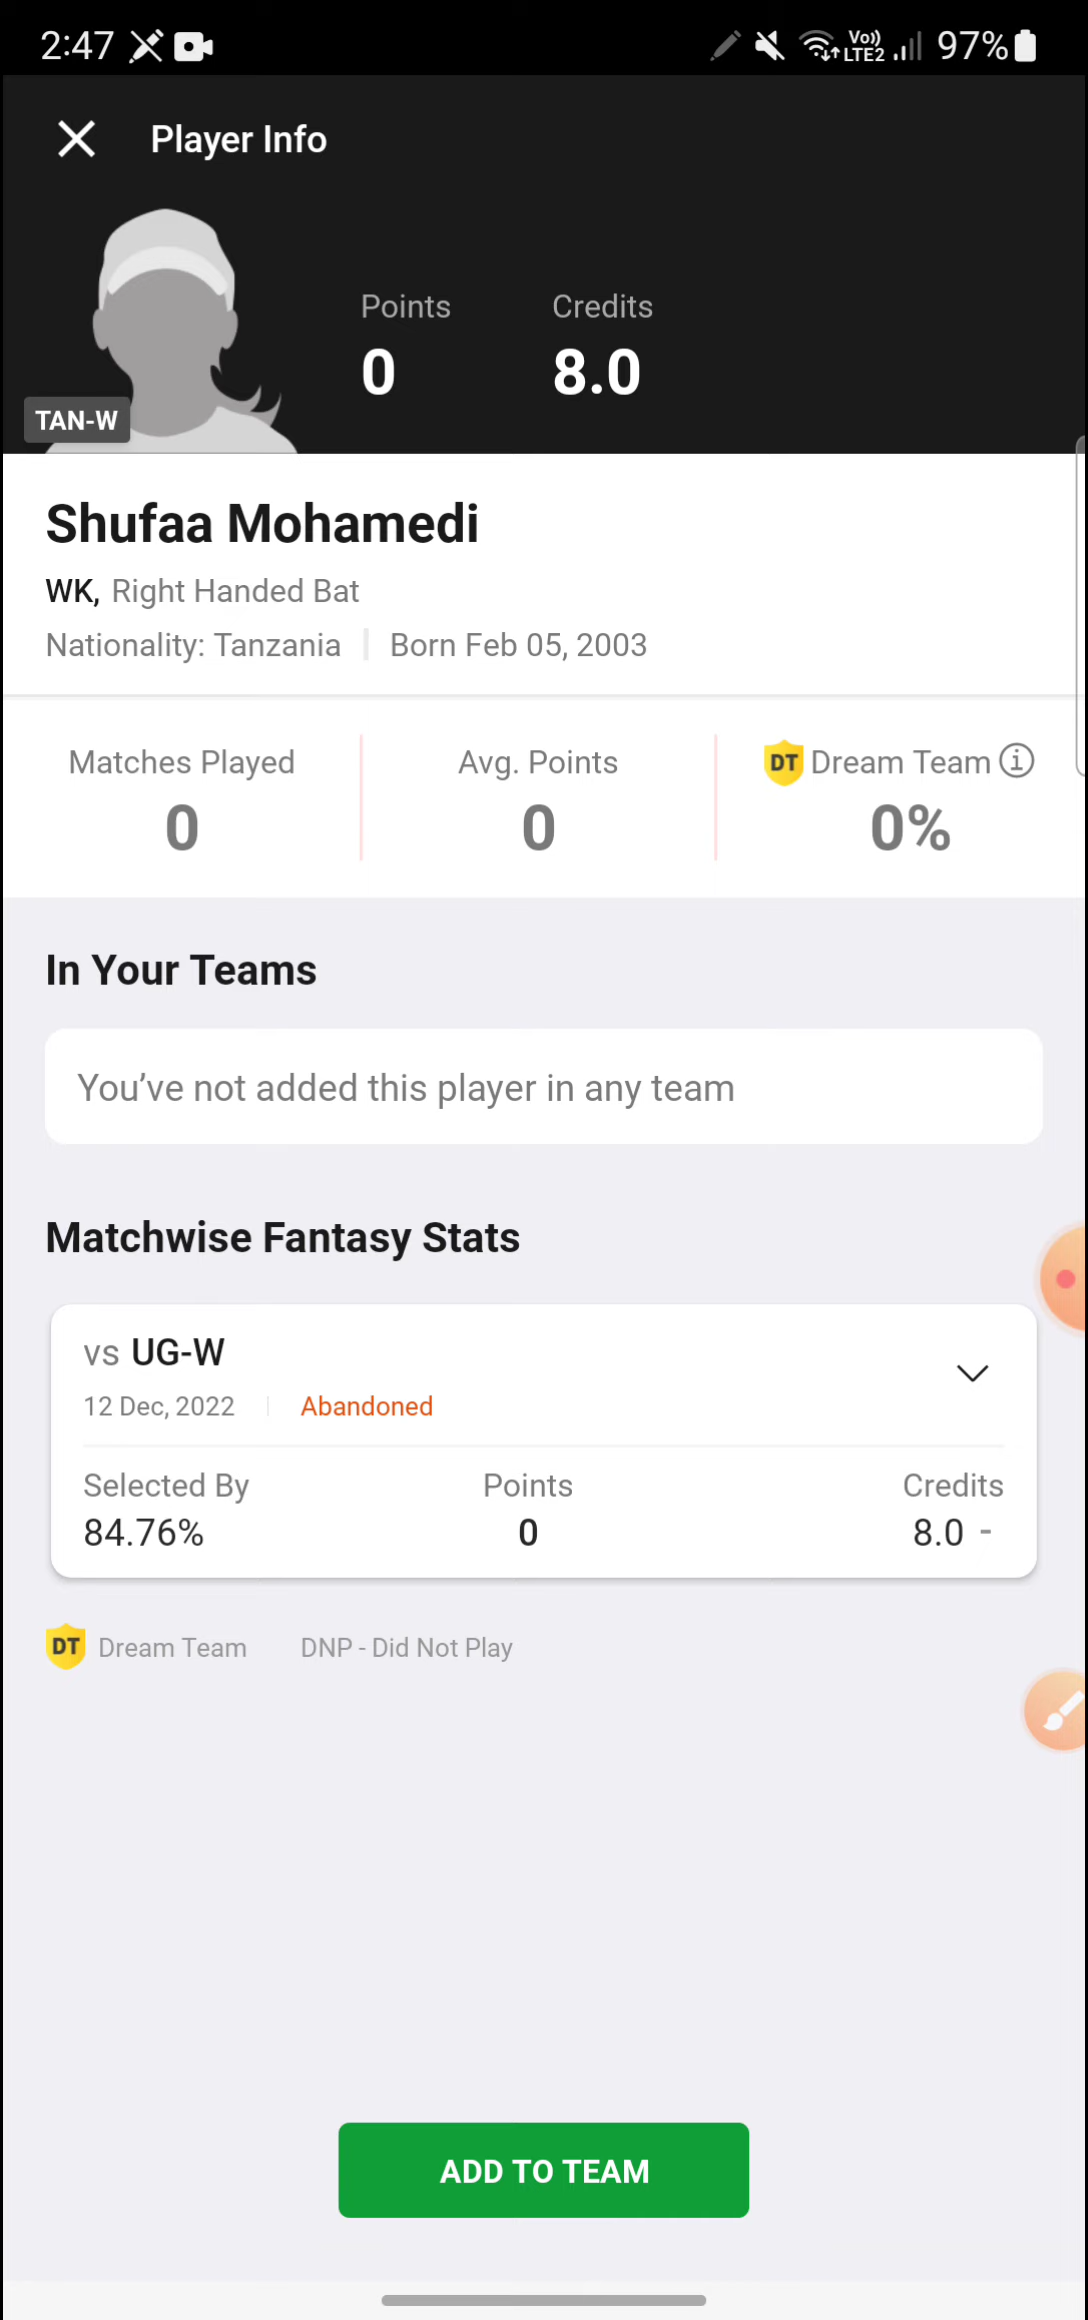 2:47 Vo)) LTE2 97%
Player Info
Points Credits
0 8.0
TAN-W
Shufaa Mohamedi
WK, Right Handed Bat
Nationality: Tanzania Born Feb 05, 2003
Matches Played Avg. Points DT Dream Team
0 0 0%
In Your Teams
You've not added this player in any team
Matchwise Fantasy Stats
vs UG-W
12 Dec, 2022 Abandoned
Selected By Points Credits
84.76% 0 8.0 -
DT Dream Team DNP - Did Not Play
ADD TO TEAM